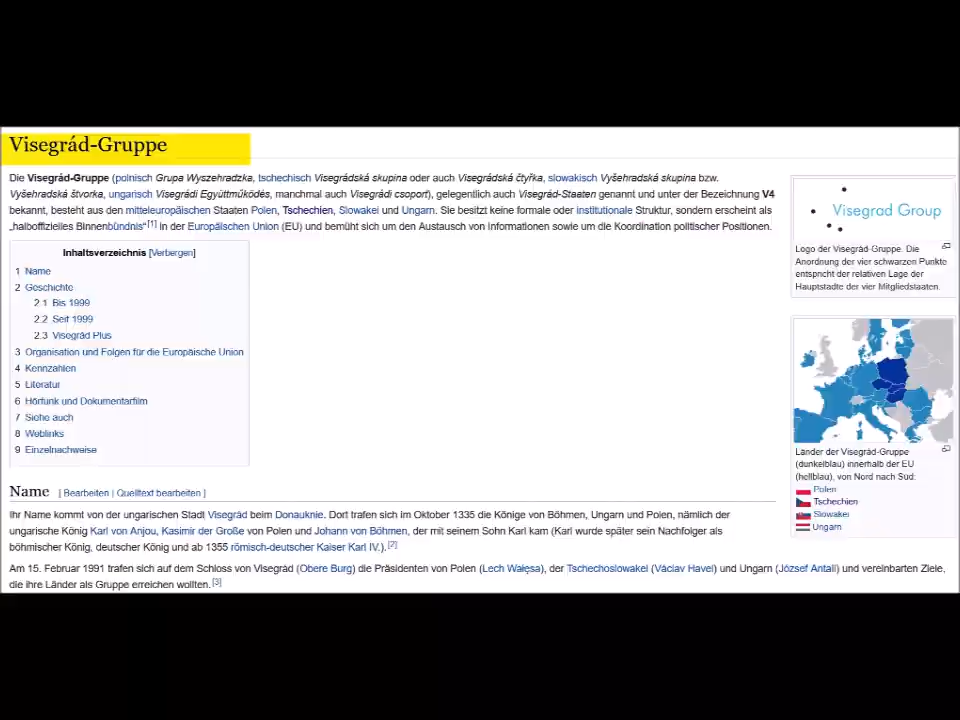 Visegrád-Gruppe
Die Visegrád-Gruppe (polnisch Grupa Wyszehradzka, tschechisch Visegrádská skupina oder auch Visegrádská čtyřka, slowakisch Vyšehradská skupina bzw.
Vyšehradská štvorka, ungarisch Visegrádi Együttműködés, manchmal auch Visegrádi csoport), gelegentlich auch Visegrád-Staaten genannt und unter der Bezeichnung V4
bekannt, besteht aus den mitteleuropäischen Staaten Polen, Tschechien, Slowakei und Ungarn. Sie besitzt keine formale oder institutionale Struktur, sondern erscheint als
„halboffizielles Binnenbündnis“[1] in der Europäischen Union (EU) und bemüht sich um den Austausch von Informationen sowie um die Koordination politischer Positionen.
Inhaltsverzeichnis [Verbergen]
1 Name
2 Geschichte
2.1 Bis 1999
2.2 Seit 1999
2.3 Visegrád Plus
3 Organisation und Folgen für die Europäische Union
4 Kennzahlen
5 Literatur
6 Hörfunk und Dokumentarfilm
7 Siehe auch
8 Weblinks
9 Einzelnachweise
Visegrad Group
Logo der Visegrád-Gruppe. Die
Anordnung der vier schwarzen Punkte
entspricht der relativen Lage der
Hauptstädte der vier Mitgliedstaaten.
Länder der Visegrád-Gruppe
(dunkelblau) innerhalb der EU
(hellblau), von Nord nach Süd:
Polen
Tschechien
Slowakei
Ungarn
Name [ Bearbeiten | Quelltext bearbeiten ]
Ihr Name kommt von der ungarischen Stadt Visegrád beim Donauknie. Dort trafen sich im Oktober 1335 die Könige von Böhmen, Ungarn und Polen, nämlich der
ungarische König Karl von Anjou, Kasimir der Große von Polen und Johann von Böhmen, der mit seinem Sohn Karl kam (Karl wurde später sein Nachfolger als
böhmischer König, deutscher König und ab 1355 römisch-deutscher Kaiser Karl IV.).[2]
Am 15. Februar 1991 trafen sich auf dem Schloss von Visegrád (Obere Burg) die Präsidenten von Polen (Lech Wałęsa), der Tschechoslowakei (Václav Havel) und Ungarn (József Antall) und vereinbarten Ziele,
die ihre Länder als Gruppe erreichen wollten.[3]